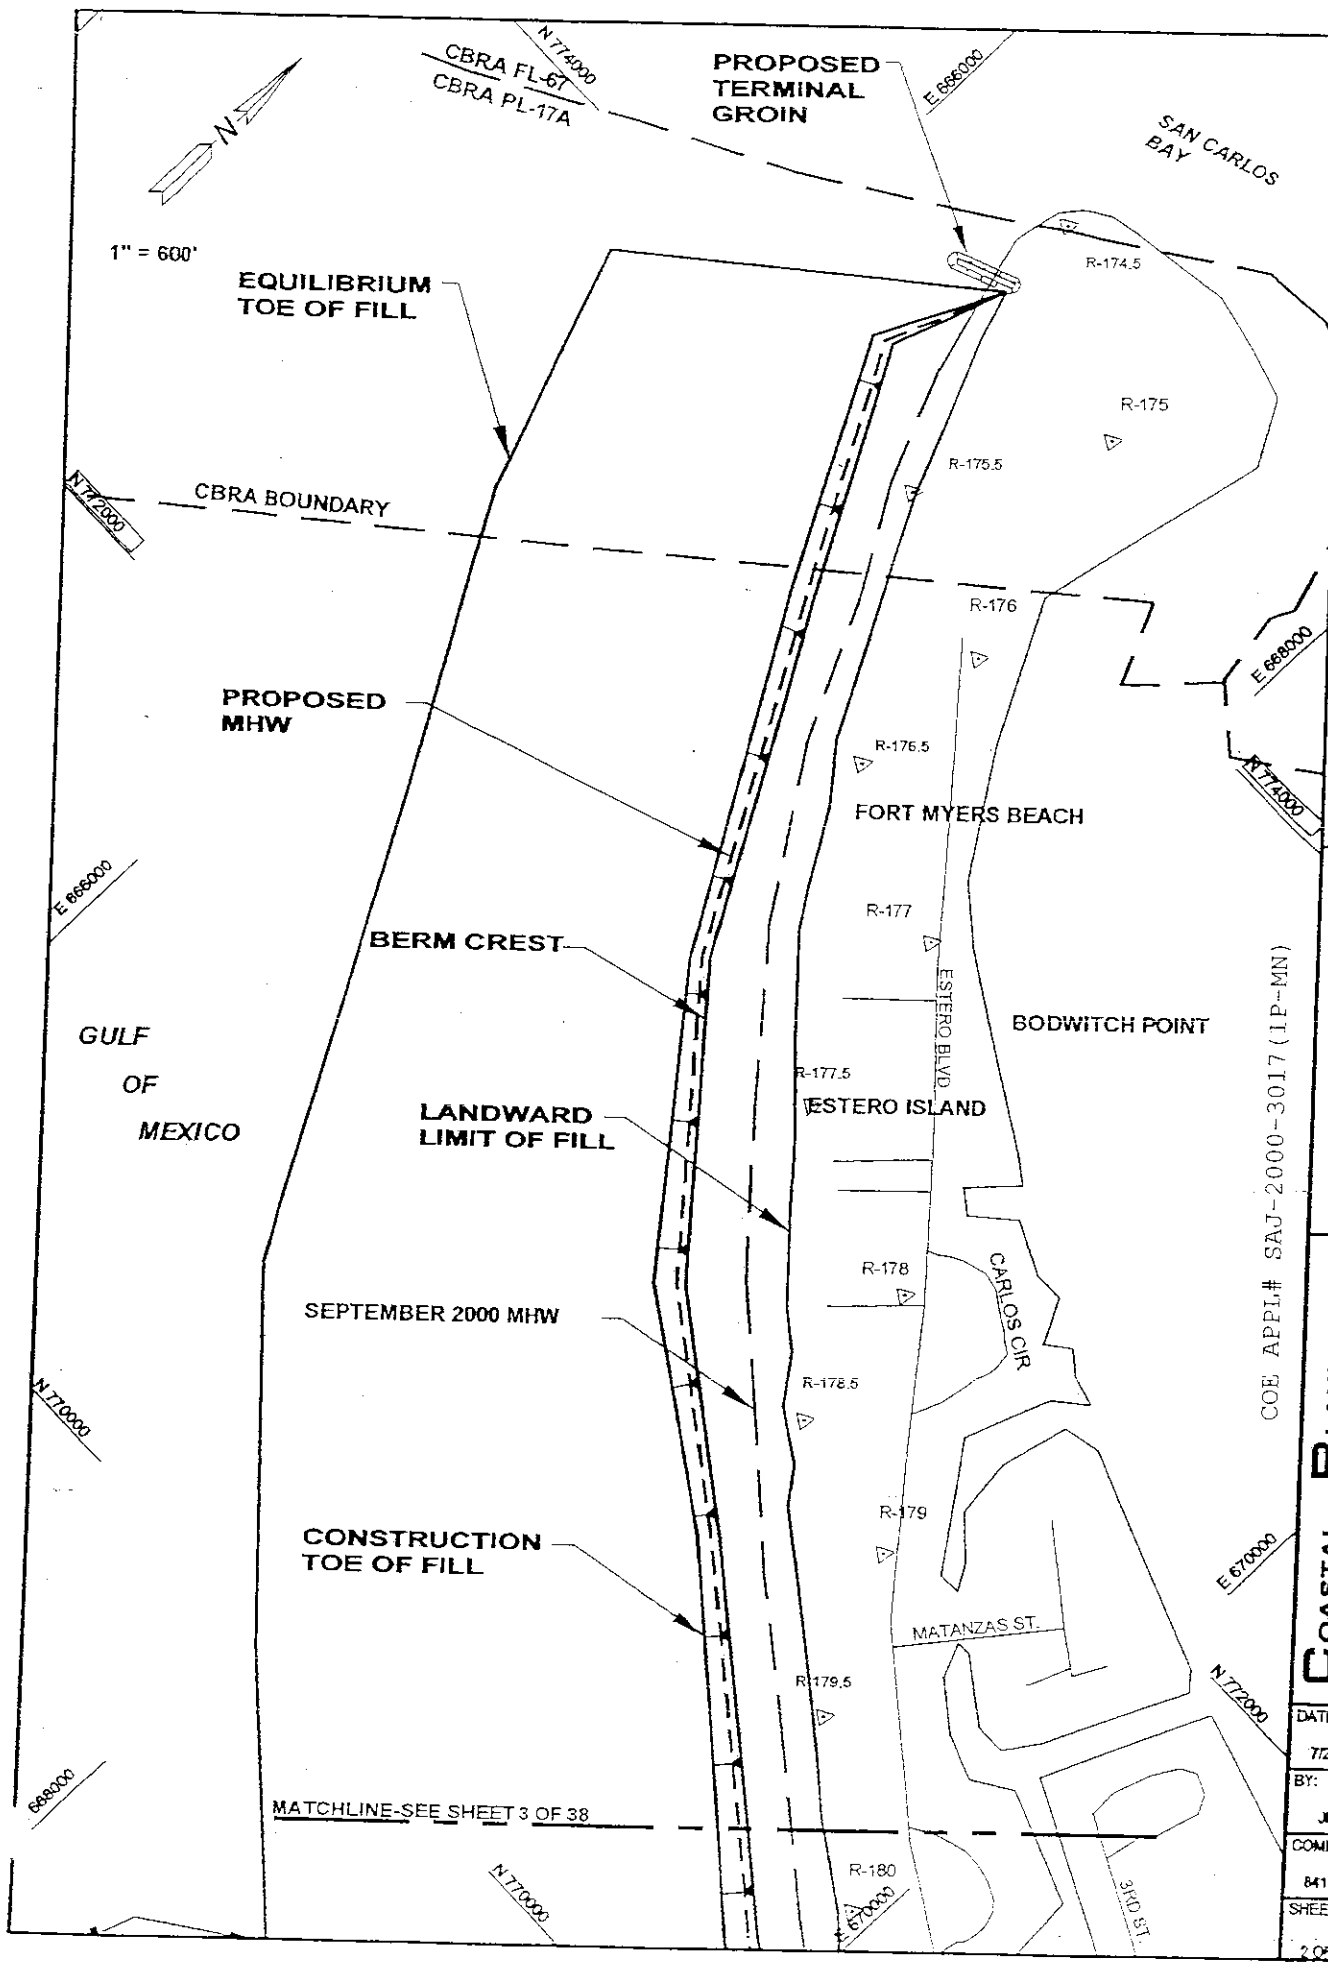 CBRA FL-67
CBRA PL-17A
N 774000
PROPOSED
TERMINAL
GROIN
E 666000
SAN CARLOS
BAY
N
1" = 600'
EQUILIBRIUM
TOE OF FILL
R-174.5
R-175
R-175.5
N 772000
CBRA BOUNDARY
R-176
E 668000
PROPOSED
MHW
R-176.5
N 774000
FORT MYERS BEACH
E 666000
R-177
BERM CREST
ESTERO BLVD
BODWITCH POINT
GULF
OF
MEXICO
R-177.5
ESTERO ISLAND
LANDWARD
LIMIT OF FILL
COE APPL# SAJ-2000-3017(IP-MN)
R-178
CARLOS CIR
SEPTEMBER 2000 MHW
R-178.5
N 770000
R-179
CONSTRUCTION
TOE OF FILL
E 670000
MATANZAS ST.
R-179.5
N 772000
COASTAL
668000
MATCHLINE-SEE SHEET 3 OF 38
R-180
N 770000
670000
3RD ST.
BY:
841
2 OF